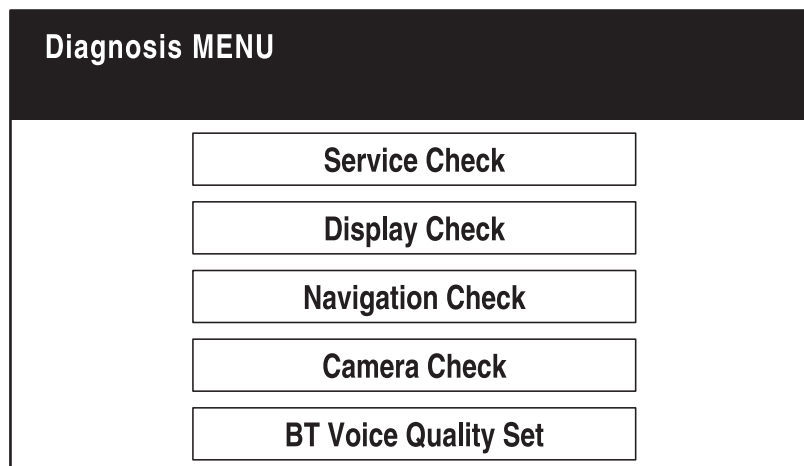 Diagnosis MENU
Service Check
Display Check
Navigation Check
Camera Check
BT Voice Quality Set